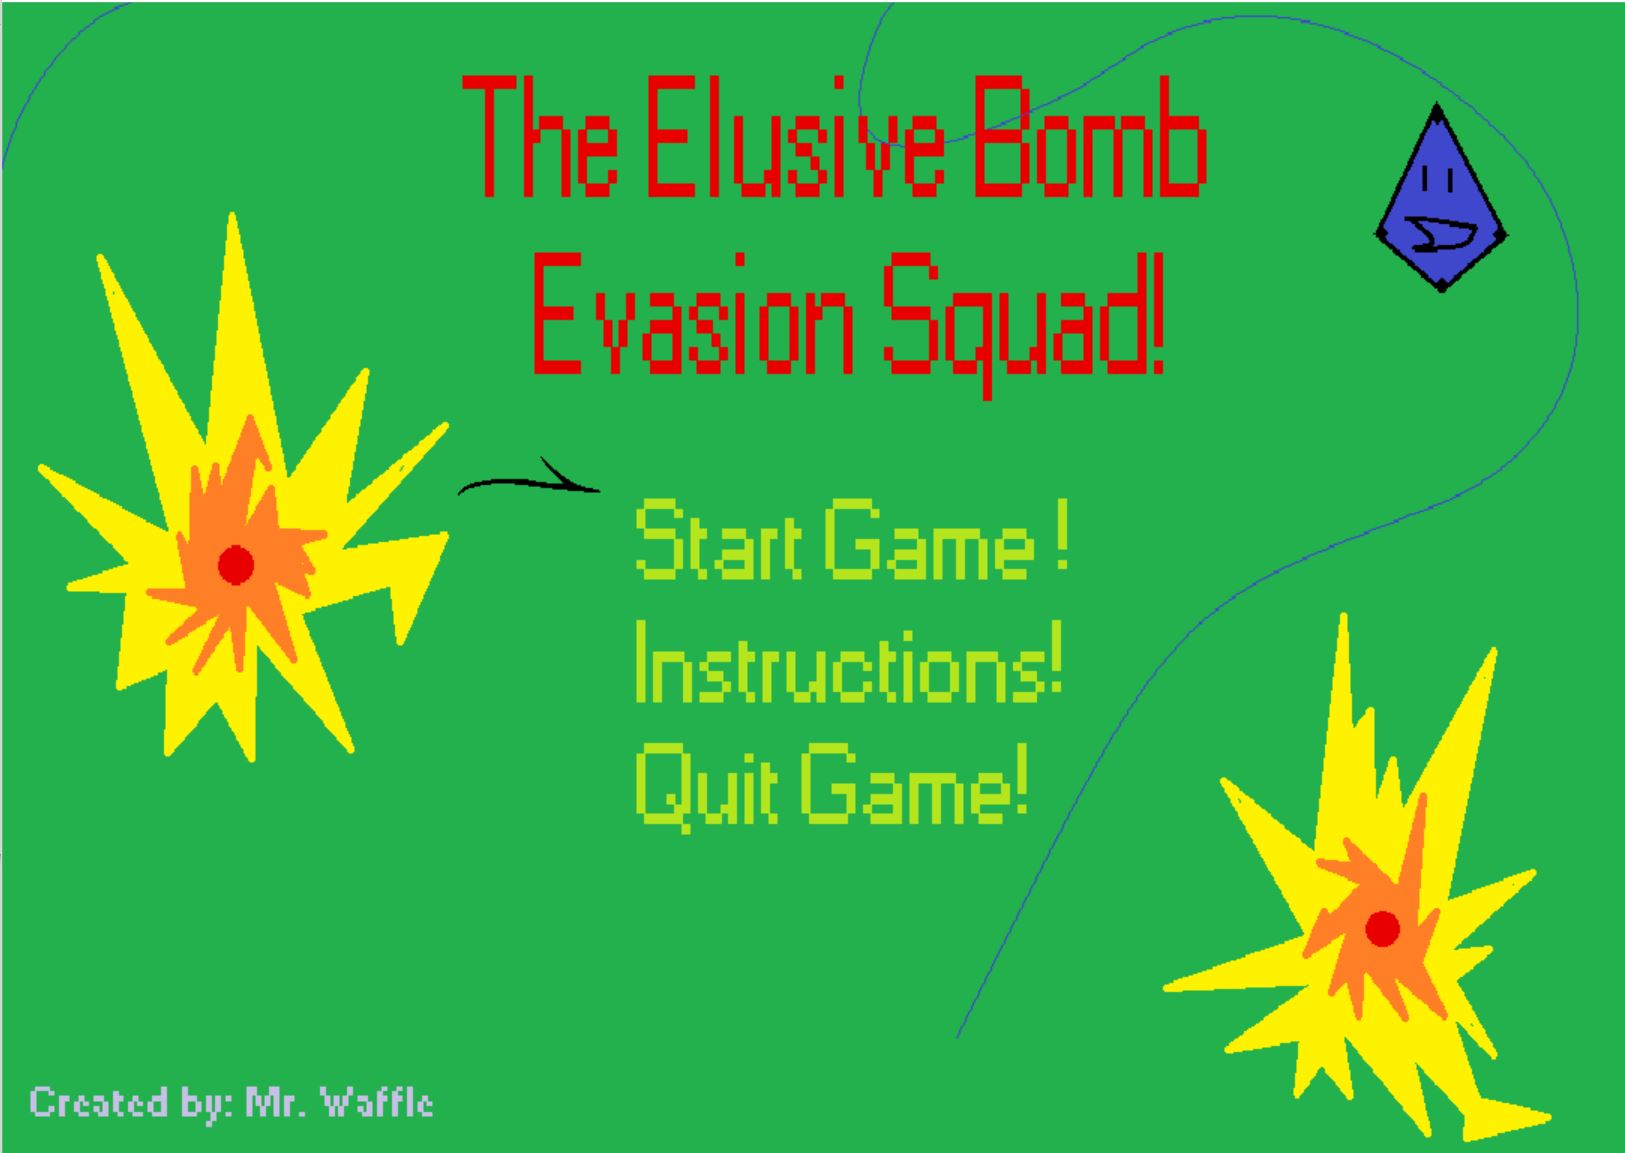 The Elusive Bomb
Evasion Squad!
Start Game !
Instructions!
Quit Game!
Created by: Mr. Waffle